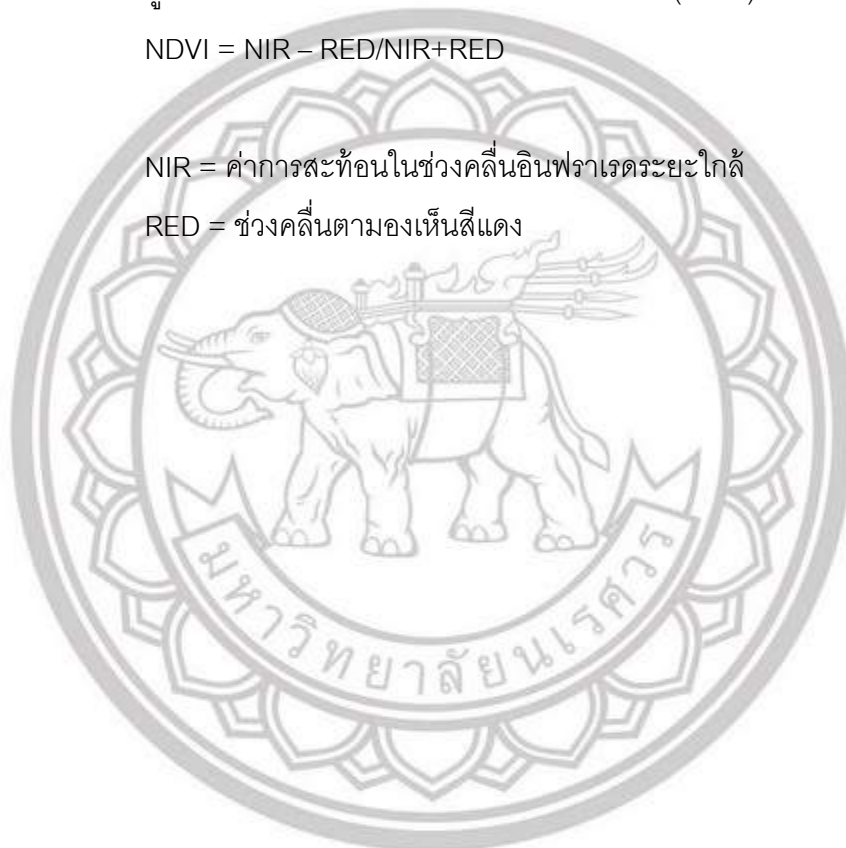 NDVI = NIR – RED/NIR+RED
NIR = ค่าการสะท้อนในช่วงคลื่นอินฟราเรดระยะใกล้
RED = ช่วงคลื่นตามองเห็นสีแดง
มหาวิทยาลัยนเรศวร